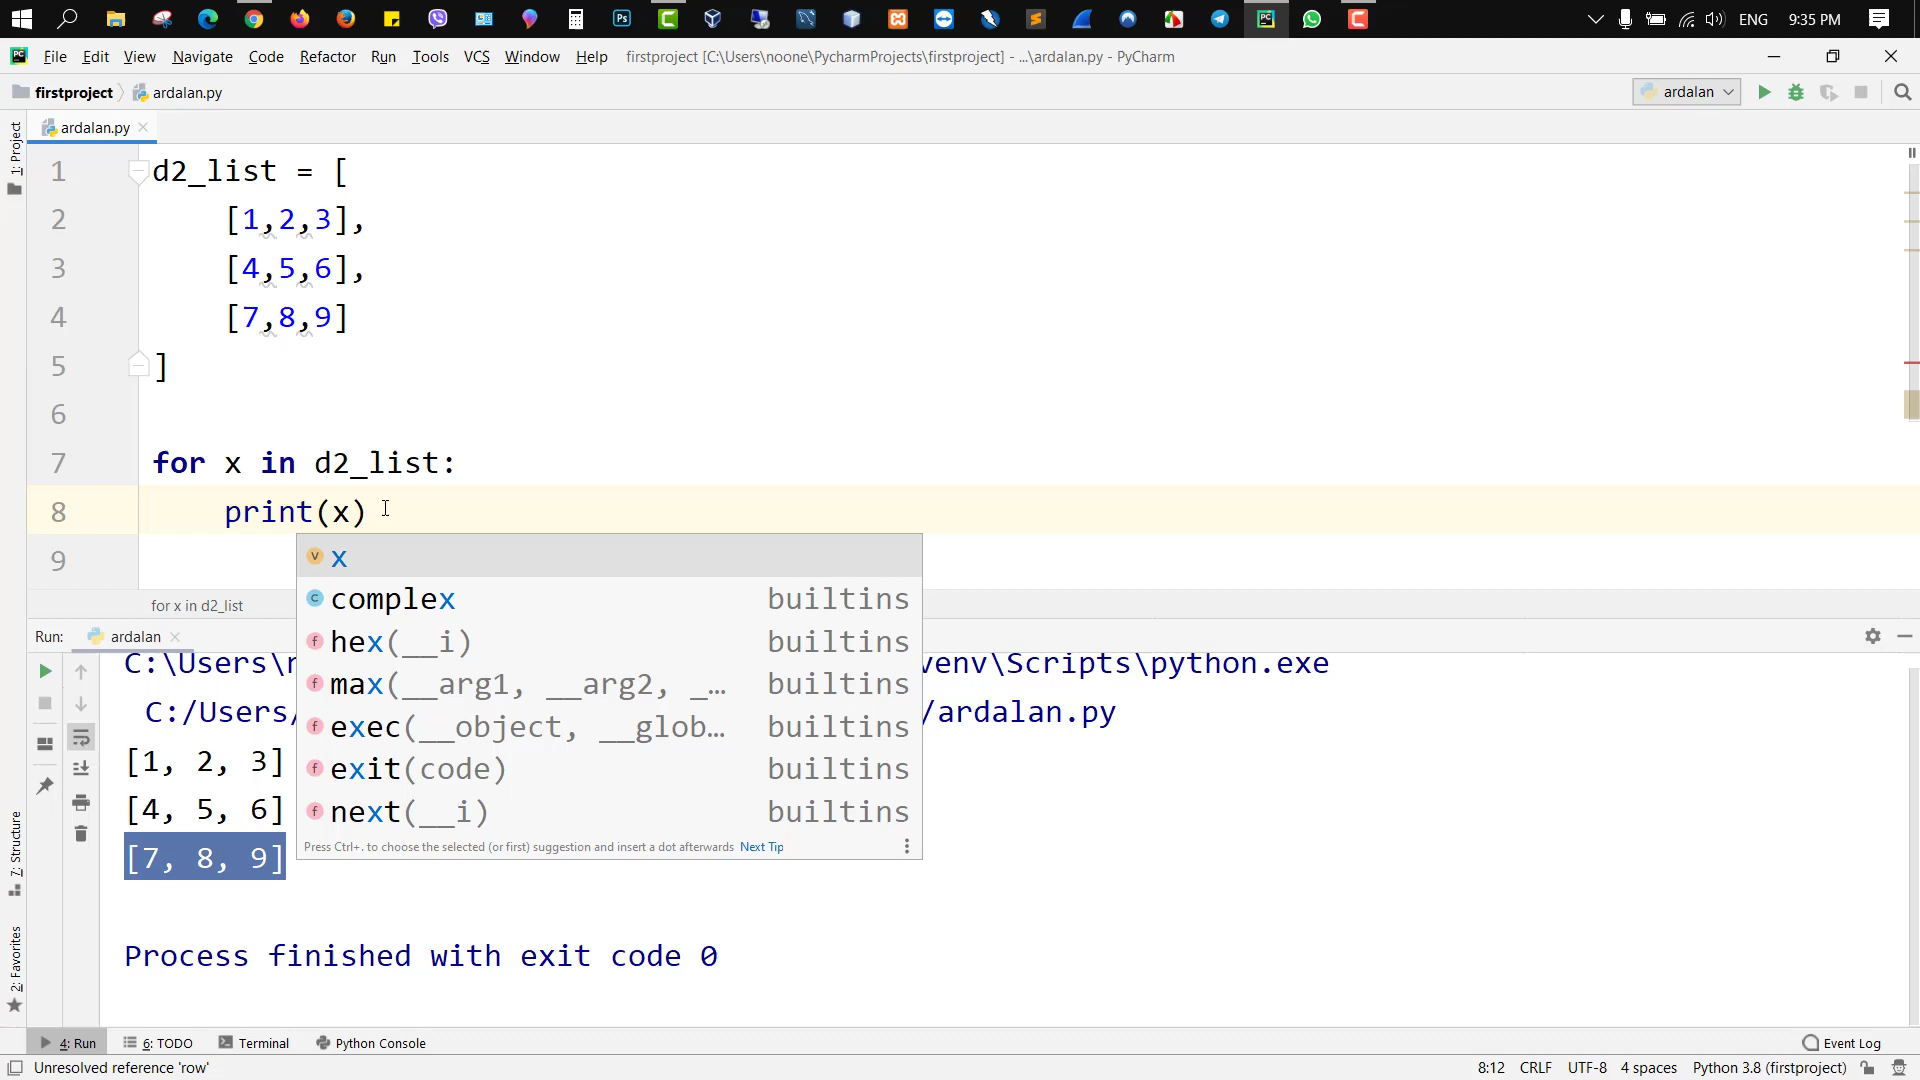 ENG 9:35 PM
File Edit View Navigate Code Refactor Run Tools VCS Window Help firstproject [C:\Users\noone\PycharmProjects\firstproject] - ...\ardalan.py - PyCharm
firstproject ardalan.py ardalan
ardalan.py
1: Project
1 d2_list = [
2 [1,2,3],
3 [4,5,6],
4 [7,8,9]
5 ]
6
7 for x in d2_list:
8 print(x)
9
x
complex builtins
hex(__i) builtins
max(__arg1, __arg2, _… builtins
exec(__object, __glob… builtins
exit(code) builtins
next(__i) builtins
Press Ctrl+. to choose the selected (or first) suggestion and insert a dot afterwards Next Tip
for x in d2_list
Run: ardalan
C:\Users\ venv\Scripts\python.exe
C:/Users/ /ardalan.py
[1, 2, 3]
[4, 5, 6]
[7, 8, 9]
Process finished with exit code 0
7: Structure
2: Favorites
4: Run 6: TODO Terminal Python Console Event Log
Unresolved reference 'row' 8:12 CRLF UTF-8 4 spaces Python 3.8 (firstproject)